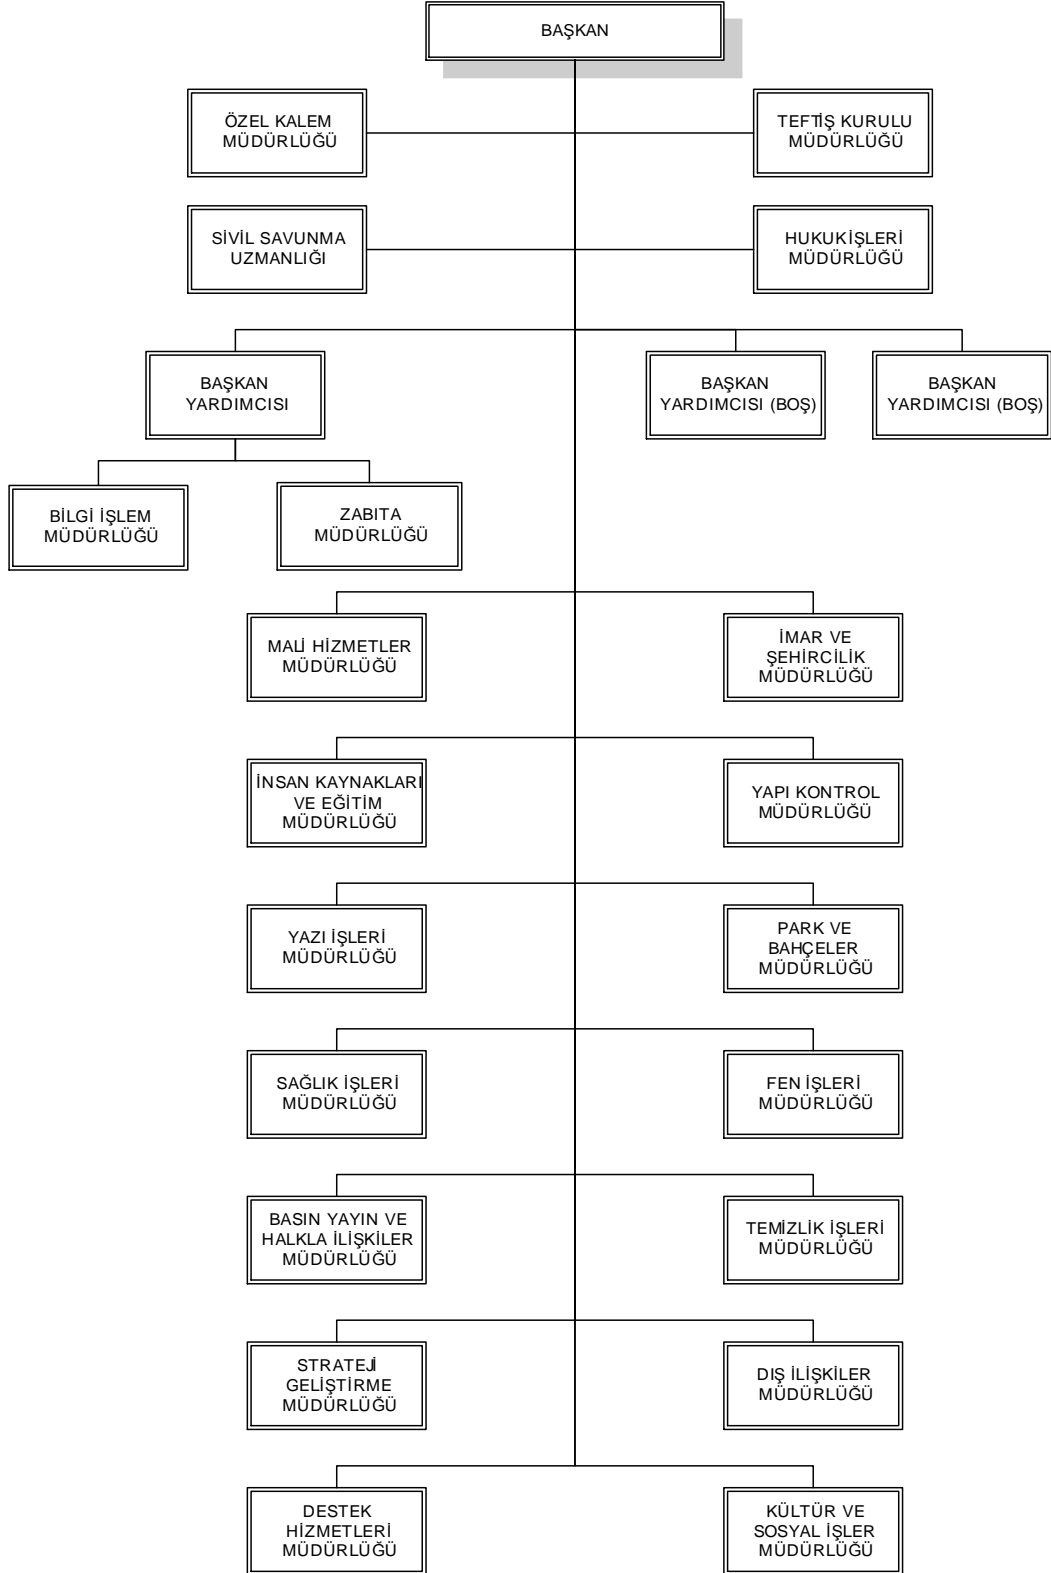 BAŞKAN
ÖZEL KALEM
MÜDÜRLÜĞÜ
TEFTİŞ KURULU
MÜDÜRLÜĞÜ
SİVİL SAVUNMA
UZMANLIĞI
HUKUK İŞLERİ
MÜDÜRLÜĞÜ
BAŞKAN
YARDIMCISI
BAŞKAN
YARDIMCISI (BOŞ)
BAŞKAN
YARDIMCISI (BOŞ)
BİLGİ İŞLEM
MÜDÜRLÜĞÜ
ZABITA
MÜDÜRLÜĞÜ
MALİ HİZMETLER
MÜDÜRLÜĞÜ
İMAR VE
ŞEHİRCİLİK
MÜDÜRLÜĞÜ
İNSAN KAYNAKLARI
VE EĞİTİM
MÜDÜRLÜĞÜ
YAPI KONTROL
MÜDÜRLÜĞÜ
YAZI İŞLERİ
MÜDÜRLÜĞÜ
PARK VE
BAHÇELER
MÜDÜRLÜĞÜ
SAĞLIK İŞLERİ
MÜDÜRLÜĞÜ
FEN İŞLERİ
MÜDÜRLÜĞÜ
BASIN YAYIN VE
HALKLA İLİŞKİLER
MÜDÜRLÜĞÜ
TEMİZLİK İŞLERİ
MÜDÜRLÜĞÜ
STRATEJİ
GELİŞTİRME
MÜDÜRLÜĞÜ
DIŞ İLİŞKİLER
MÜDÜRLÜĞÜ
DESTEK
HİZMETLERİ
MÜDÜRLÜĞÜ
KÜLTÜR VE
SOSYAL İŞLER
MÜDÜRLÜĞÜ